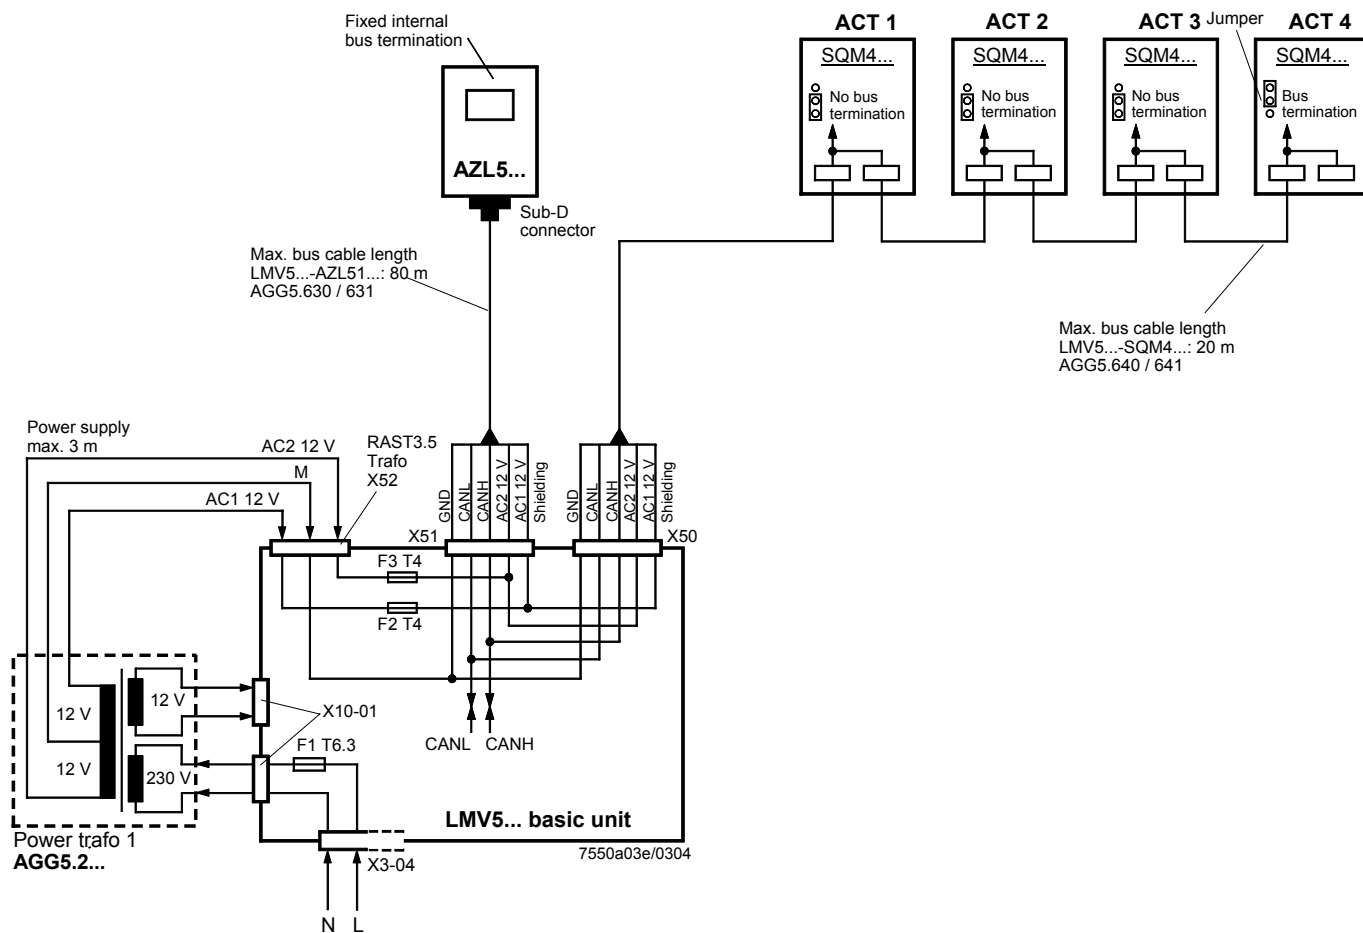 Fixed internal
bus termination
AZL5...
Sub-D
connector
Max. bus cable length
LMV5...-AZL51...: 80 m
AGG5.630 / 631
ACT 1
SQM4...
No bus
termination
ACT 2
SQM4...
No bus
termination
ACT 3
SQM4...
No bus
termination
Jumper
ACT 4
SQM4...
Bus
termination
Max. bus cable length
LMV5...-SQM4...: 20 m
AGG5.640 / 641
Power supply
max. 3 m
AC2 12 V
M
AC1 12 V
RAST3.5
Trafo
X52
GND
CANL
CANH
AC2 12 V
AC1 12 V
Shielding
GND
CANL
CANH
AC2 12 V
AC1 12 V
Shielding
X51
X50
F3 T4
F2 T4
12 V
12 V
12 V
230 V
X10-01
F1 T6.3
CANL
CANH
LMV5... basic unit
7550a03e/0304
Power trafo 1
AGG5.2...
X3-04
N
L